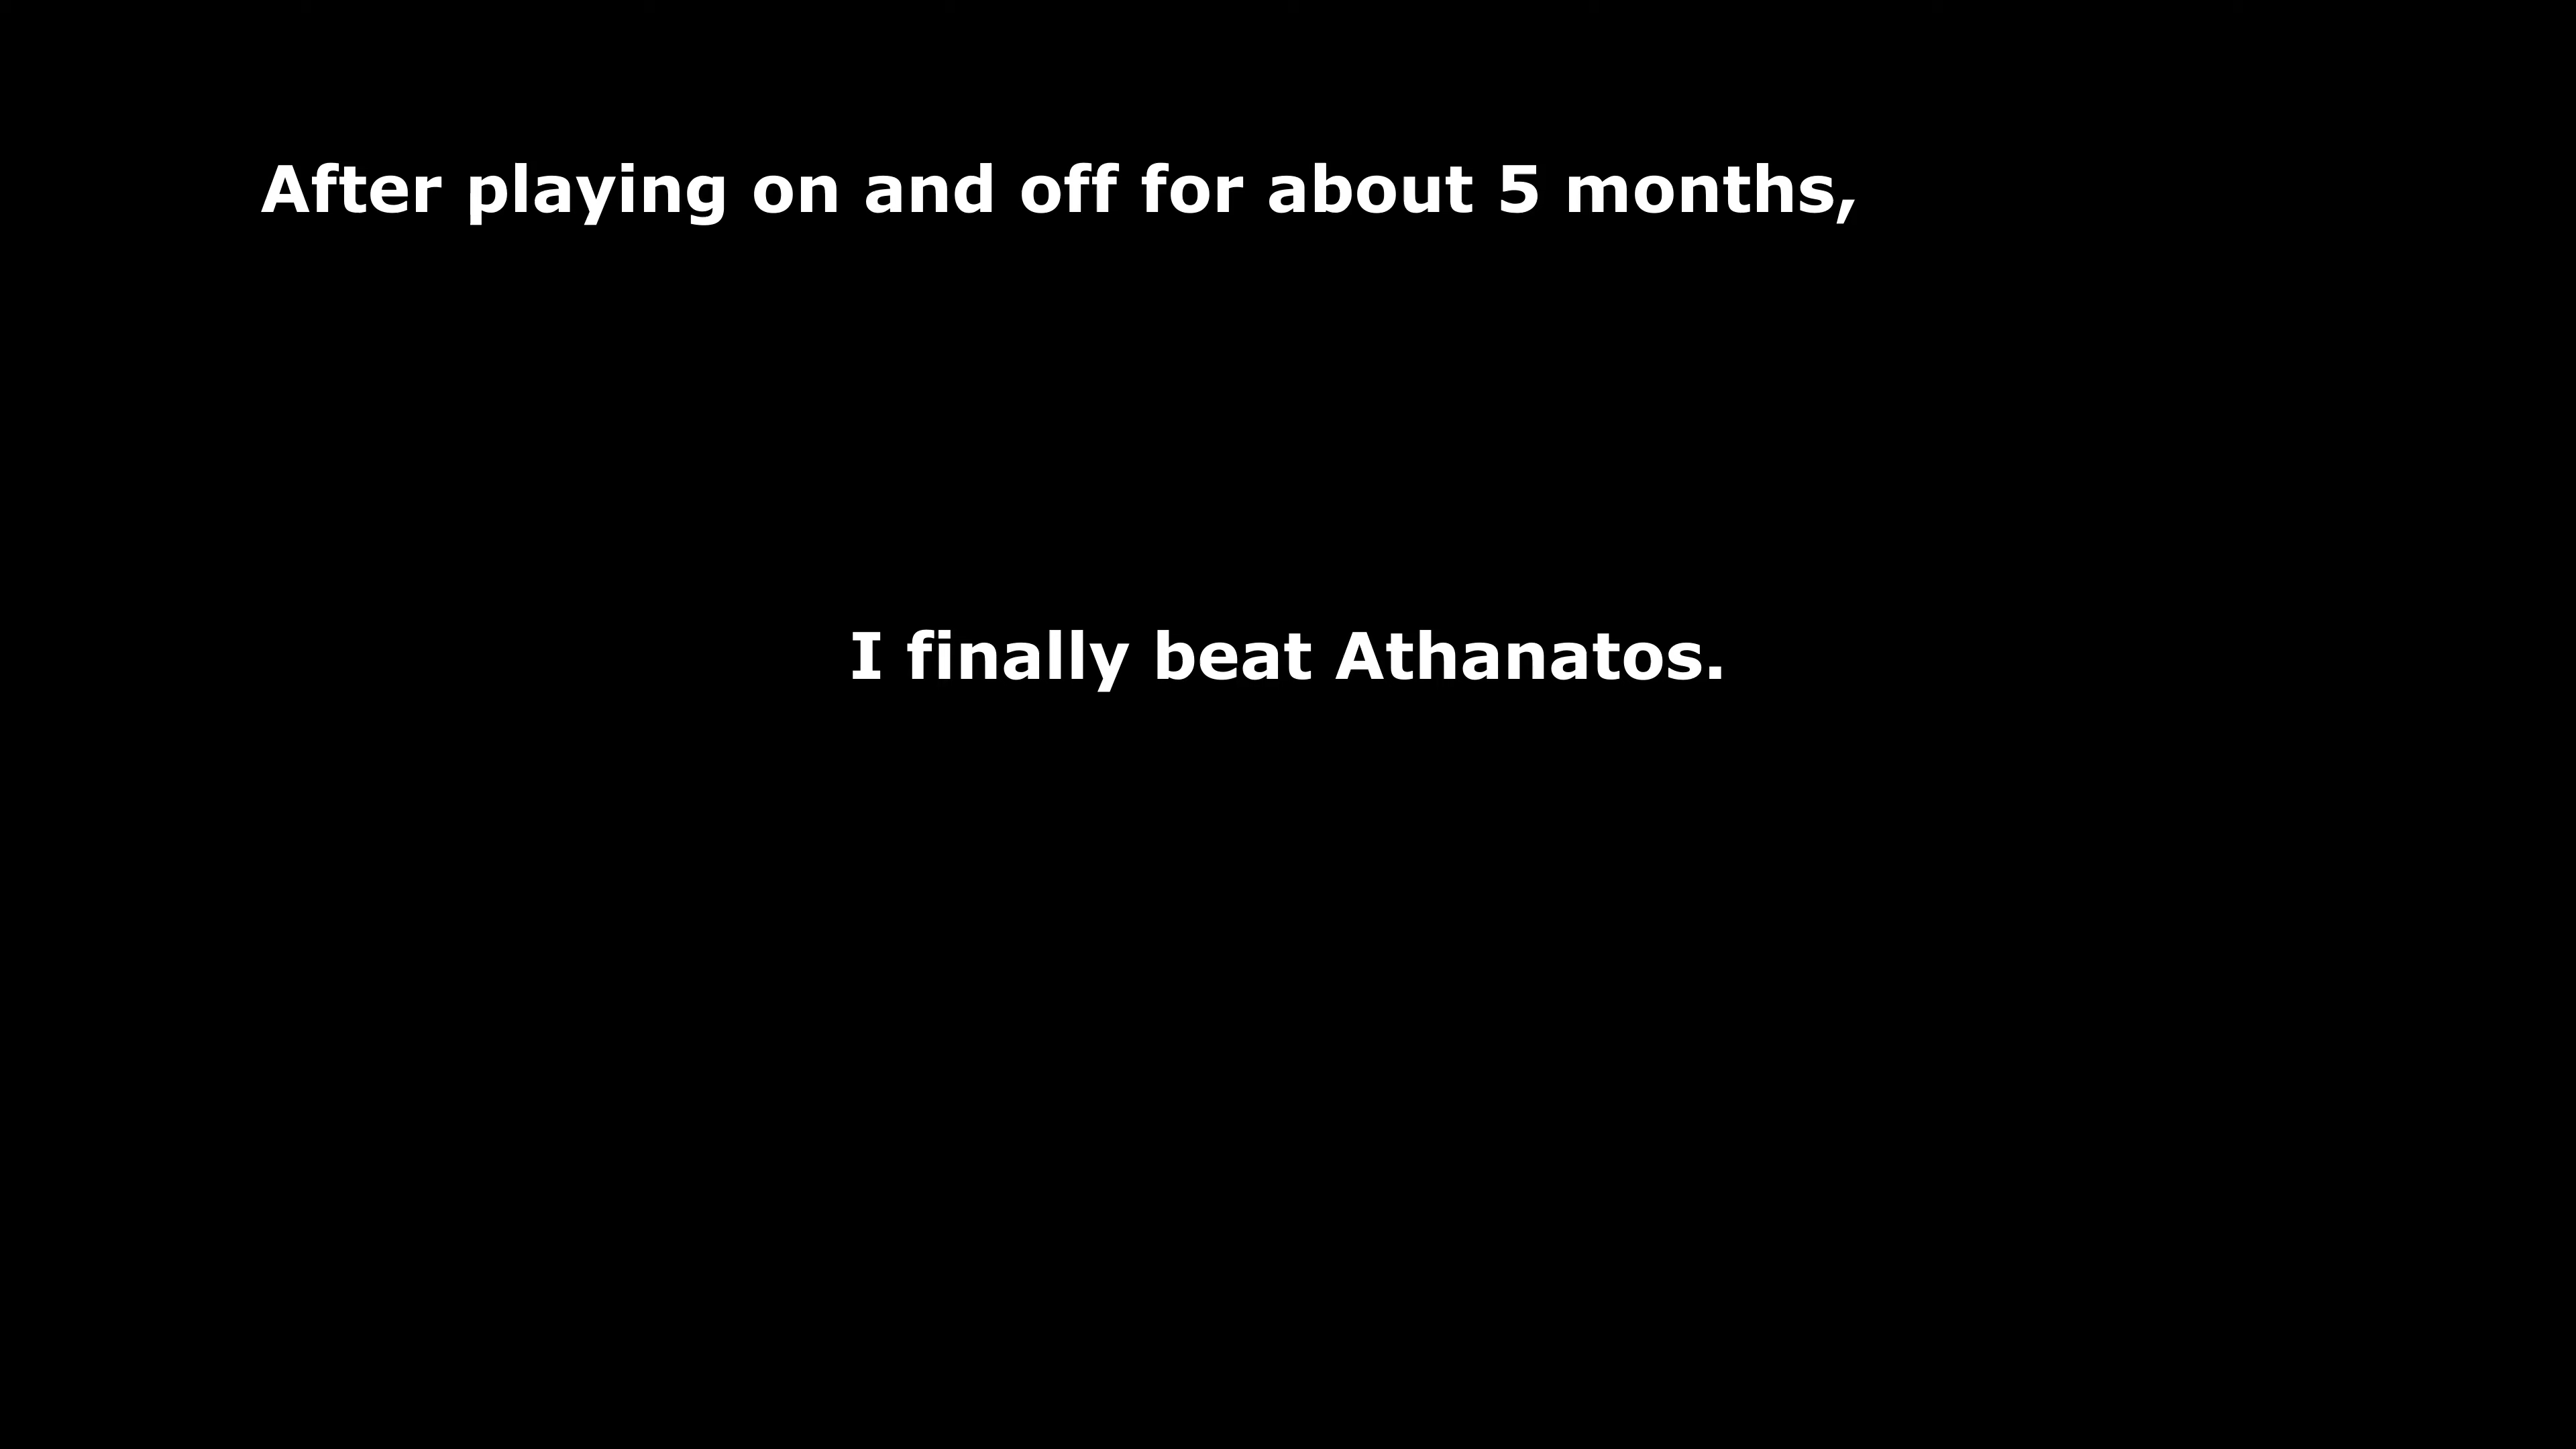 After playing on and off for about 5 months,
I finally beat Athanatos.